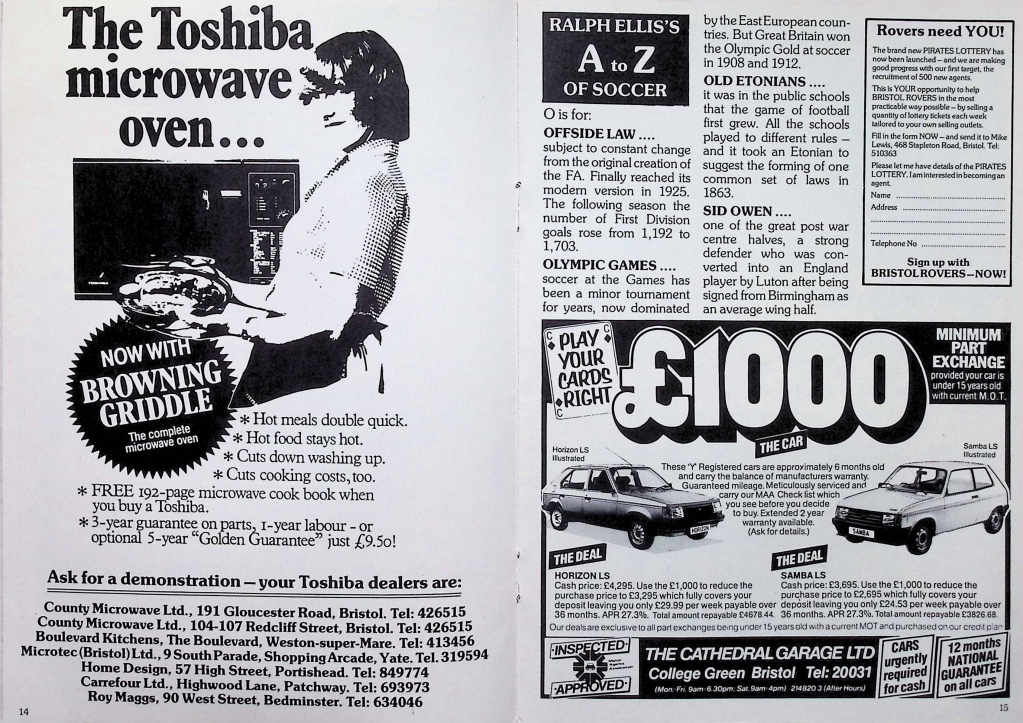 The Toshiba
microwave
oven...
TOSHIBA
NOW WITH
BROWNING
GRIDDLE
The complete
microwave oven
* Hot meals double quick.
* Hot food stays hot.
* Cuts down washing up.
* Cuts cooking costs, too.
* FREE 192-page microwave cook book when
you buy a Toshiba.
* 3-year guarantee on parts, 1-year labour - or
optional 5-year “Golden Guarantee” just £9.50!
Ask for a demonstration – your Toshiba dealers are:
County Microwave Ltd., 191 Gloucester Road, Bristol. Tel: 426515
County Microwave Ltd., 104-107 Redcliff Street, Bristol. Tel: 426515
Boulevard Kitchens, The Boulevard, Weston-super-Mare. Tel: 413456
Microtec (Bristol) Ltd., 9 South Parade, Shopping Arcade, Yate. Tel. 319594
Home Design, 57 High Street, Portishead. Tel: 849774
Carrefour Ltd., Highwood Lane, Patchway. Tel: 693973
Roy Maggs, 90 West Street, Bedminster. Tel: 634046
14
RALPH ELLIS'S
A to Z
OF SOCCER
O is for:
OFFSIDE LAW ....
subject to constant change
from the original creation of
the FA. Finally reached its
modern version in 1925.
The following season the
number of First Division
goals rose from 1,192 to
1,703.
OLYMPIC GAMES ....
soccer at the Games has
been a minor tournament
for years, now dominated
by the East European coun-
tries. But Great Britain won
the Olympic Gold at soccer
in 1908 and 1912.
OLD ETONIANS ....
it was in the public schools
that the game of football
first grew. All the schools
played to different rules –
and it took an Etonian to
suggest the forming of one
common set of laws in
1863.
SID OWEN ....
one of the great post war
centre halves, a strong
defender who was con-
verted into an England
player by Luton after being
signed from Birmingham as
an average wing half.
Rovers need YOU!
The brand new PIRATES LOTTERY has
now been launched – and we are making
good progress with our first target, the
recruitment of 500 new agents.
This is YOUR opportunity to help
BRISTOL ROVERS in the most
practicable way possible – by selling a
quantity of lottery tickets each week
tailored to your own selling outlets.
Fill in the form NOW – and send it to Mike
Lewis, 468 Stapleton Road, Bristol. Tel:
510363
Please let me have details of the PIRATES
LOTTERY. I am interested in becoming an
agent.
Name
Address
Telephone No
Sign up with
BRISTOL ROVERS–NOW!
PLAY
YOUR
CARDS
RIGHT
£1000
MINIMUM
PART
EXCHANGE
provided your car is
under 15 years old
with current M.O.T.
THE CAR
Horizon LS
Illustrated
HORIZON
These 'Y' Registered cars are approximately 6 months old
and carry the balance of manufacturers warranty.
Guaranteed mileage. Meticulously serviced and
carry our MAA Check list which
you see before you decide
to buy. Extended 2 year
warranty available.
(Ask for details.)
Samba LS
Illustrated
SAMBA
THE DEAL
HORIZON LS
Cash price: £4,295. Use the £1,000 to reduce the
purchase price to £3,295 which fully covers your
deposit leaving you only £29.99 per week payable over
36 months. APR 27.3%. Total amount repayable £4678.44.
THE DEAL
SAMBA LS
Cash price: £3,695. Use the £1,000 to reduce the
purchase price to £2,695 which fully covers your
deposit leaving you only £24.53 per week payable over
36 months. APR 27.3%. Total amount repayable £3826.68.
Our deals are exclusive to all part exchanges being under 15 years old with a current MOT and purchased on our credit plan
INSPECTED
APPROVED
THE CATHEDRAL GARAGE LTD
College Green Bristol Tel: 20031
(Mon. Fri. 9am-6.30pm. Sat. 9am-4pm) 214820 3 (After Hours)
CARS
urgently
required
for cash
12 months
NATIONAL
GUARANTEE
on all cars
15